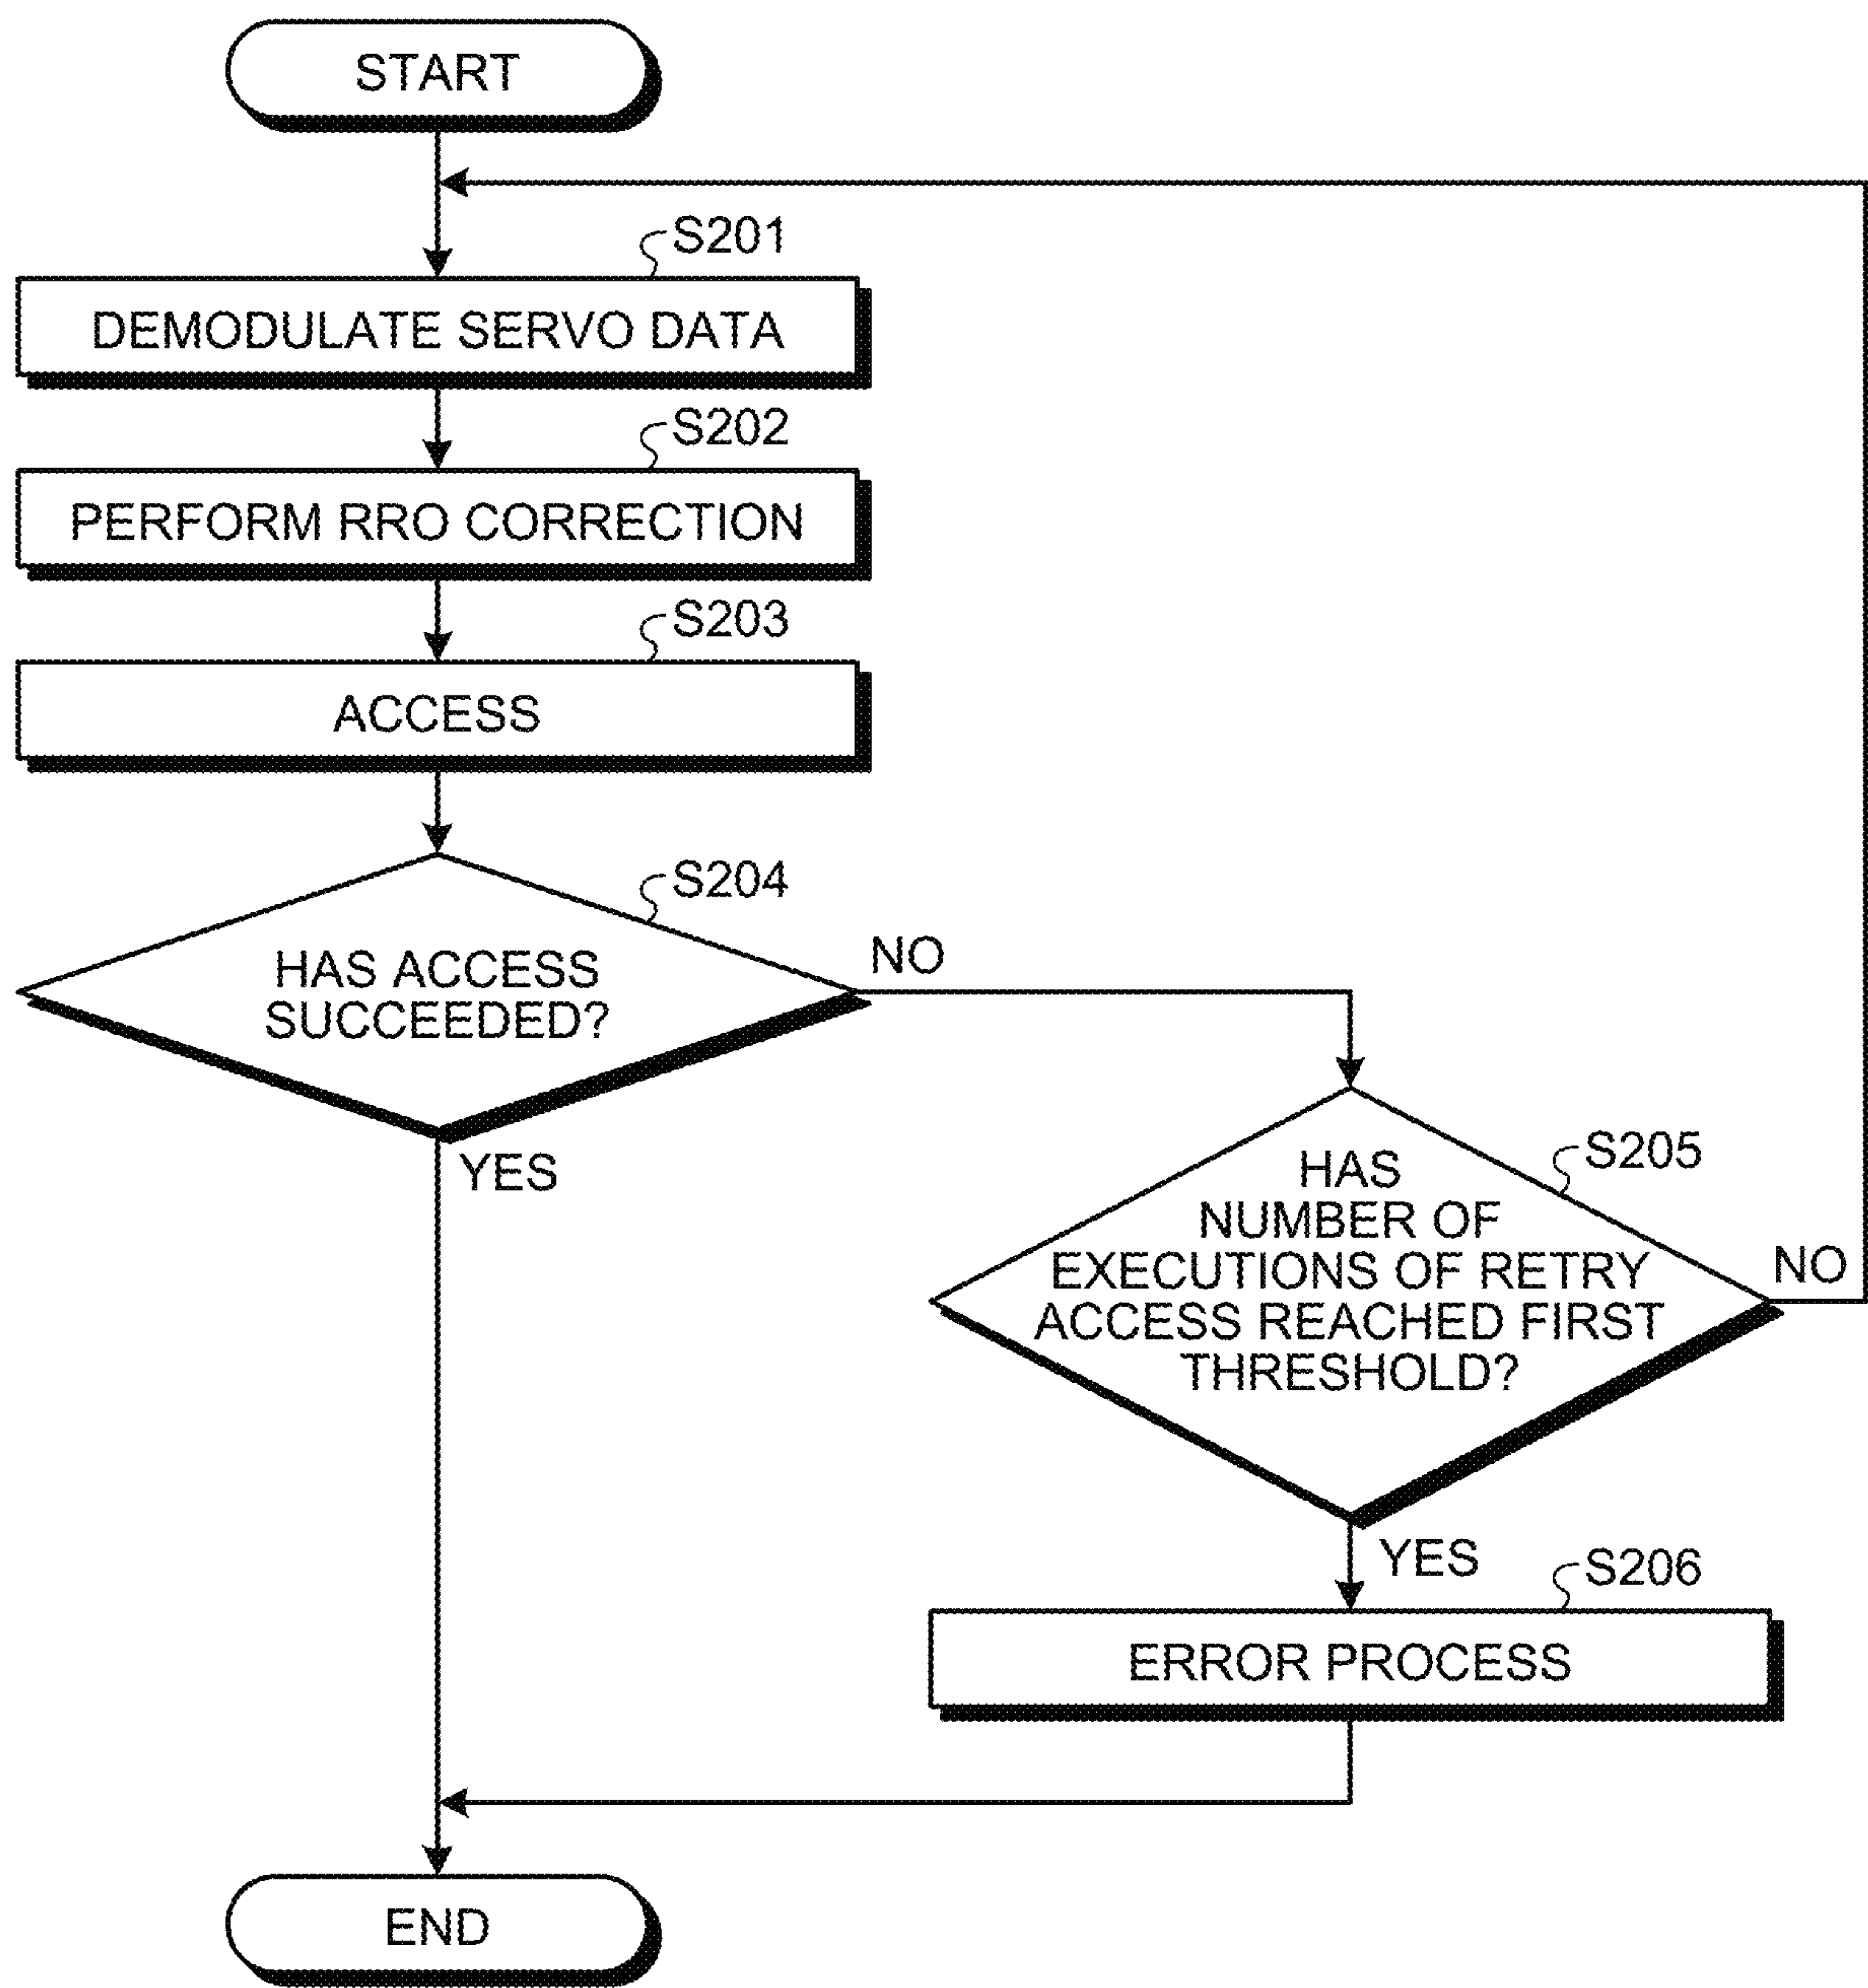 START
S201
DEMODULATE SERVO DATA
S202
PERFORM RRO CORRECTION
S203
ACCESS
S204
HAS ACCESS
SUCCEEDED?
NO
YES
S205
HAS
NUMBER OF
EXECUTIONS OF RETRY
ACCESS REACHED FIRST
THRESHOLD?
NO
YES
S206
ERROR PROCESS
END